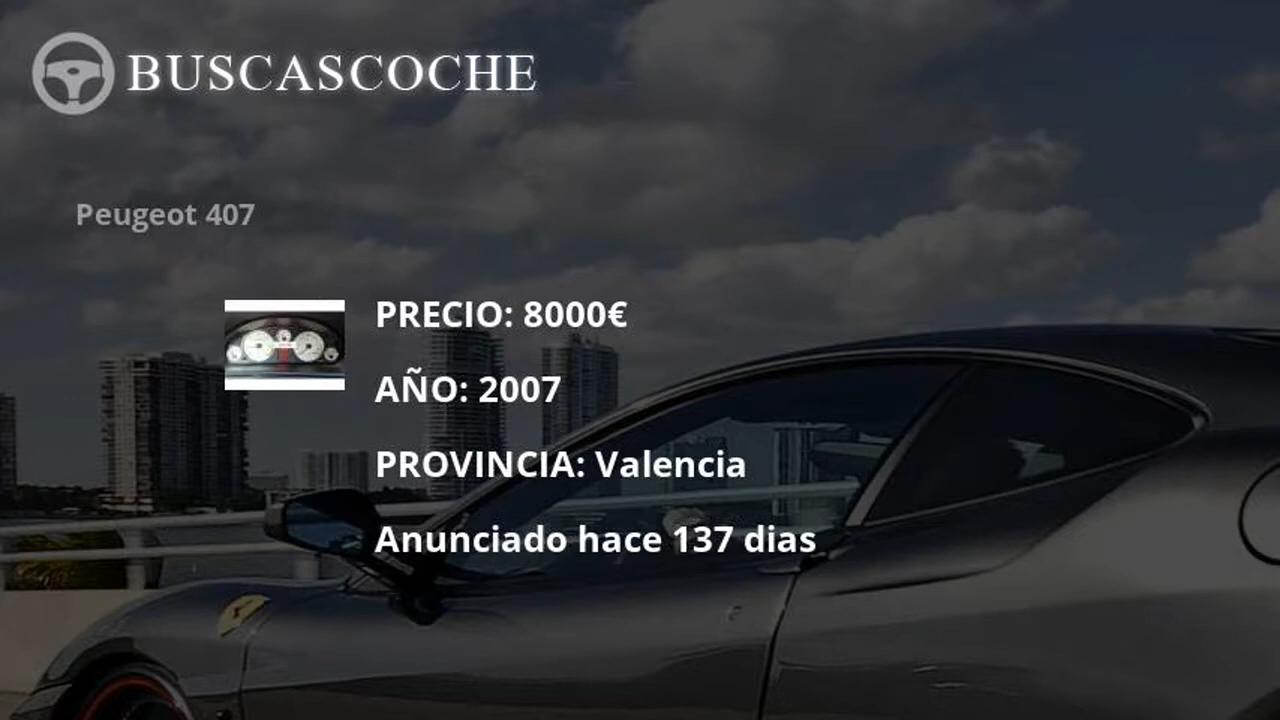 BUSCASCOCHE
Peugeot 407
PRECIO: 8000€
AÑO: 2007
PROVINCIA: Valencia
Anunciado hace 137 dias